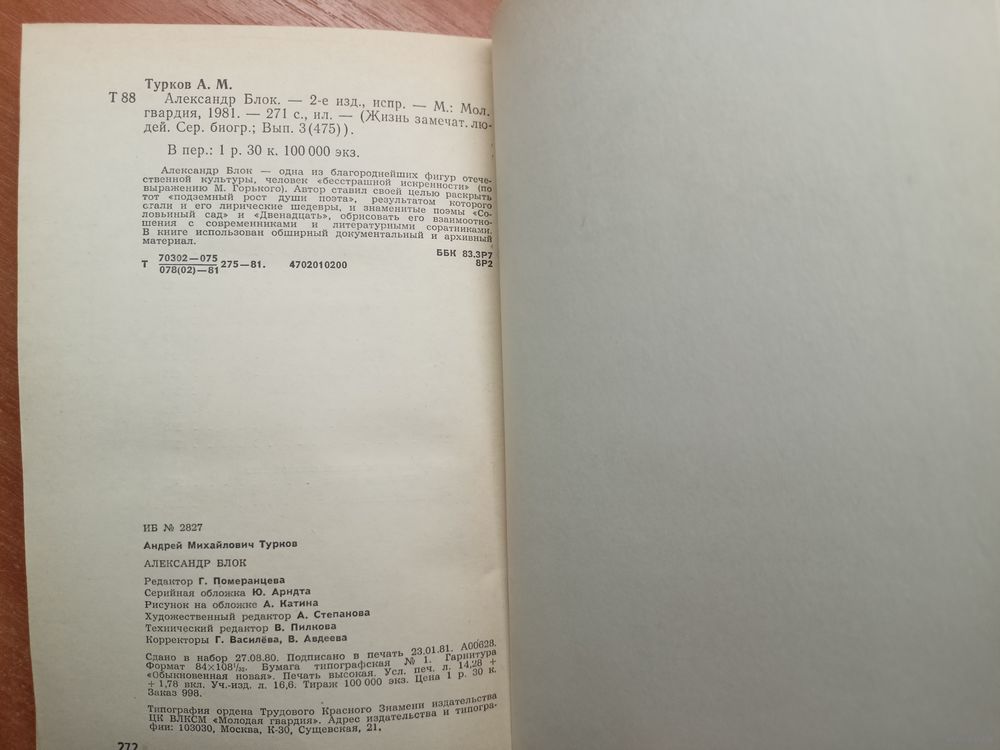 Турков А. М.
Т 88 Александр Блок. — 2-е изд., испр. — М.: Мол.
гвардия, 1981. — 271 с., ил. — (Жизнь замечат. лю-
дей. Сер. биогр.; Вып. 3(475)).
В пер.: 1 р. 30 к. 100 000 экз.
Александр Блок — одна из благороднейших фигур отече-
ственной культуры, человек «бесстрашной искренности» (по
выражению М. Горького). Автор ставил своей целью раскрыть
тот «подземный рост души поэта», результатом которого
стали и его лирические шедевры, и знаменитые поэмы «Со-
ловьиный сад» и «Двенадцать», обрисовать его взаимоотно-
шения с современниками и литературными соратниками.
В книге использован обширный документальный и архивный
материал.
Т 70302—075
078(02)—81 275—81. 4702010200
ББК 83.3Р7
8Р2
ИБ № 2827
Андрей Михайлович Турков
АЛЕКСАНДР БЛОК
Редактор Г. Померанцева
Серийная обложка Ю. Арндта
Рисунок на обложке А. Катина
Художественный редактор А. Степанова
Технический редактор В. Пилкова
Корректоры Г. Василёва, В. Авдеева
Сдано в набор 27.08.80. Подписано в печать 23.01.81. А00628.
Формат 84×108¹/₃₂. Бумага типографская № 1. Гарнитура
«Обыкновенная новая». Печать высокая. Усл. печ. л. 14,28 +
+ 1,78 вкл. Уч.-изд. л. 16,6. Тираж 100 000 экз. Цена 1 р. 30 к.
Заказ 998.
Типография ордена Трудового Красного Знамени издательства
ЦК ВЛКСМ «Молодая гвардия». Адрес издательства и типогра-
фии: 103030, Москва, К-30, Сущевская, 21.
272